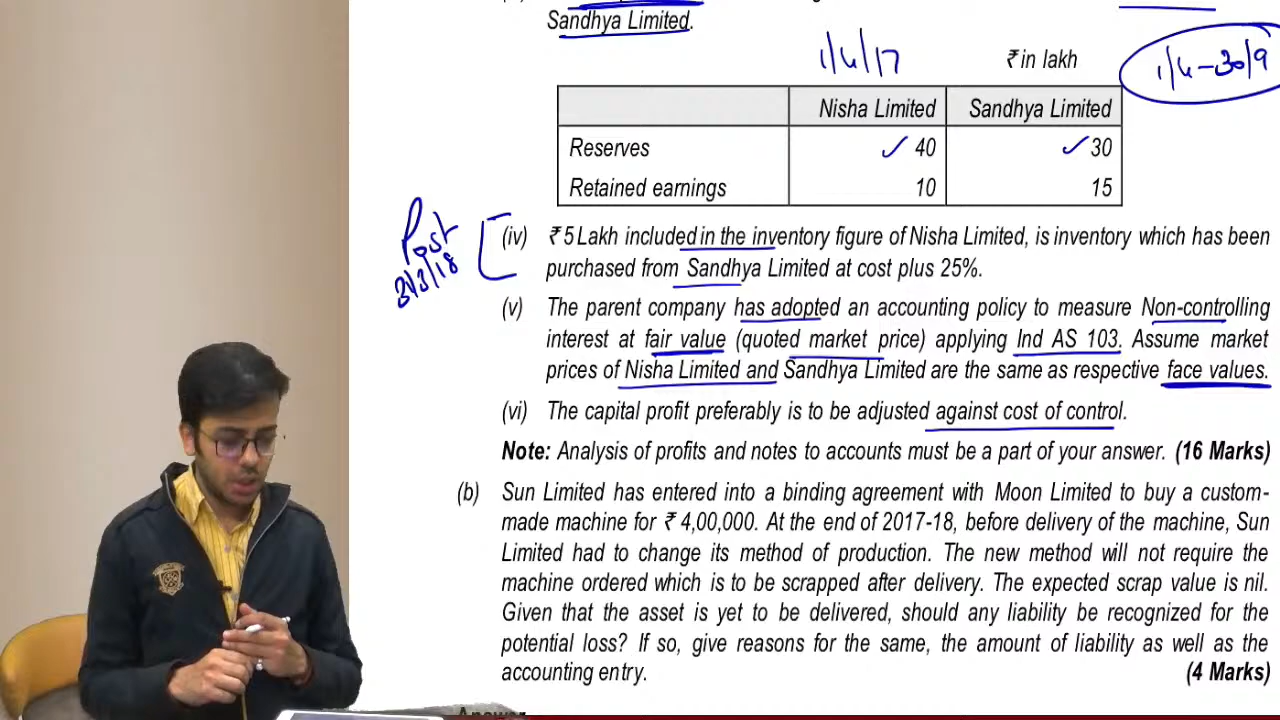 Sandhya Limited.
1/4/17
₹ in lakh
1/4-30/9
Nisha Limited Sandhya Limited
Reserves 40 30
Retained earnings 10 15
Post
31/3/18
(iv) ₹ 5 Lakh included in the inventory figure of Nisha Limited, is inventory which has been
purchased from Sandhya Limited at cost plus 25%.
(v) The parent company has adopted an accounting policy to measure Non-controlling
interest at fair value (quoted market price) applying Ind AS 103. Assume market
prices of Nisha Limited and Sandhya Limited are the same as respective face values.
(vi) The capital profit preferably is to be adjusted against cost of control.
Note: Analysis of profits and notes to accounts must be a part of your answer. (16 Marks)
(b) Sun Limited has entered into a binding agreement with Moon Limited to buy a custom-
made machine for ₹ 4,00,000. At the end of 2017-18, before delivery of the machine, Sun
Limited had to change its method of production. The new method will not require the
machine ordered which is to be scrapped after delivery. The expected scrap value is nil.
Given that the asset is yet to be delivered, should any liability be recognized for the
potential loss? If so, give reasons for the same, the amount of liability as well as the
accounting entry. (4 Marks)